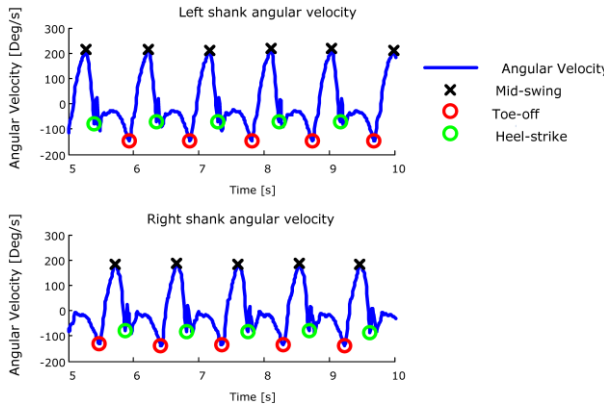 Left shank angular velocity
Angular Velocity [Deg/s]
300
200
100
0
-100
-200
5 6 7 8 9 10
Time [s]
Angular Velocity
Mid-swing
Toe-off
Heel-strike
Right shank angular velocity
Angular Velocity [Deg/s]
300
200
100
0
-100
-200
5 6 7 8 9 10
Time [s]